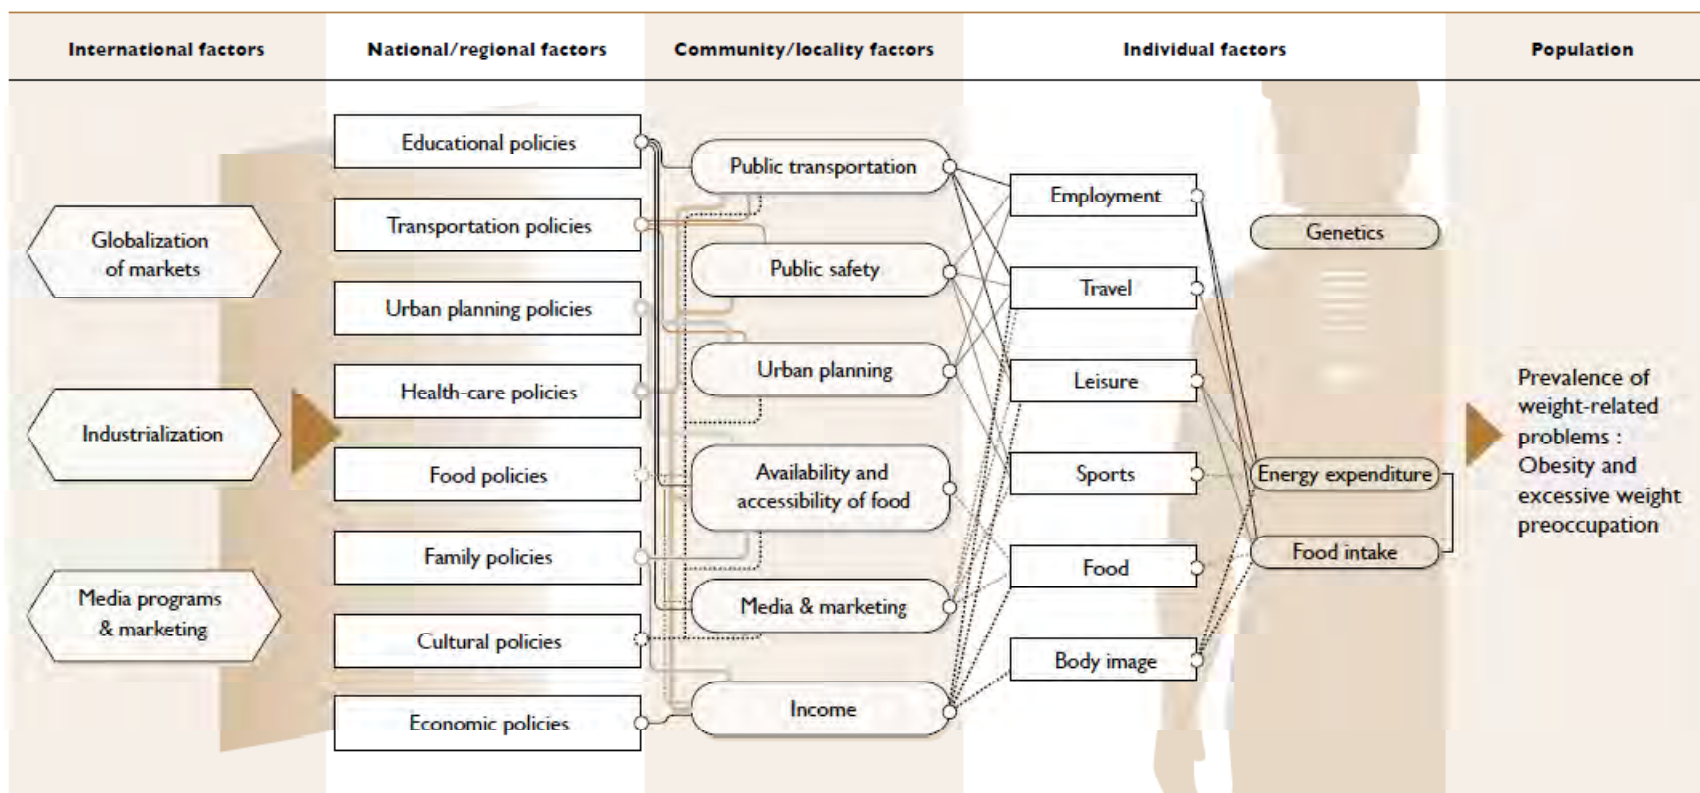 International factors
National/regional factors
Community/locality factors
Individual factors
Population
Globalization
of markets
Industrialization
Media programs
& marketing
Educational policies
Transportation policies
Urban planning policies
Health-care policies
Food policies
Family policies
Cultural policies
Economic policies
Public transportation
Public safety
Urban planning
Availability and
accessibility of food
Media & marketing
Income
Employment
Travel
Leisure
Sports
Food
Body image
Genetics
Energy expenditure
Food intake
Prevalence of
weight-related
problems :
Obesity and
excessive weight
preoccupation